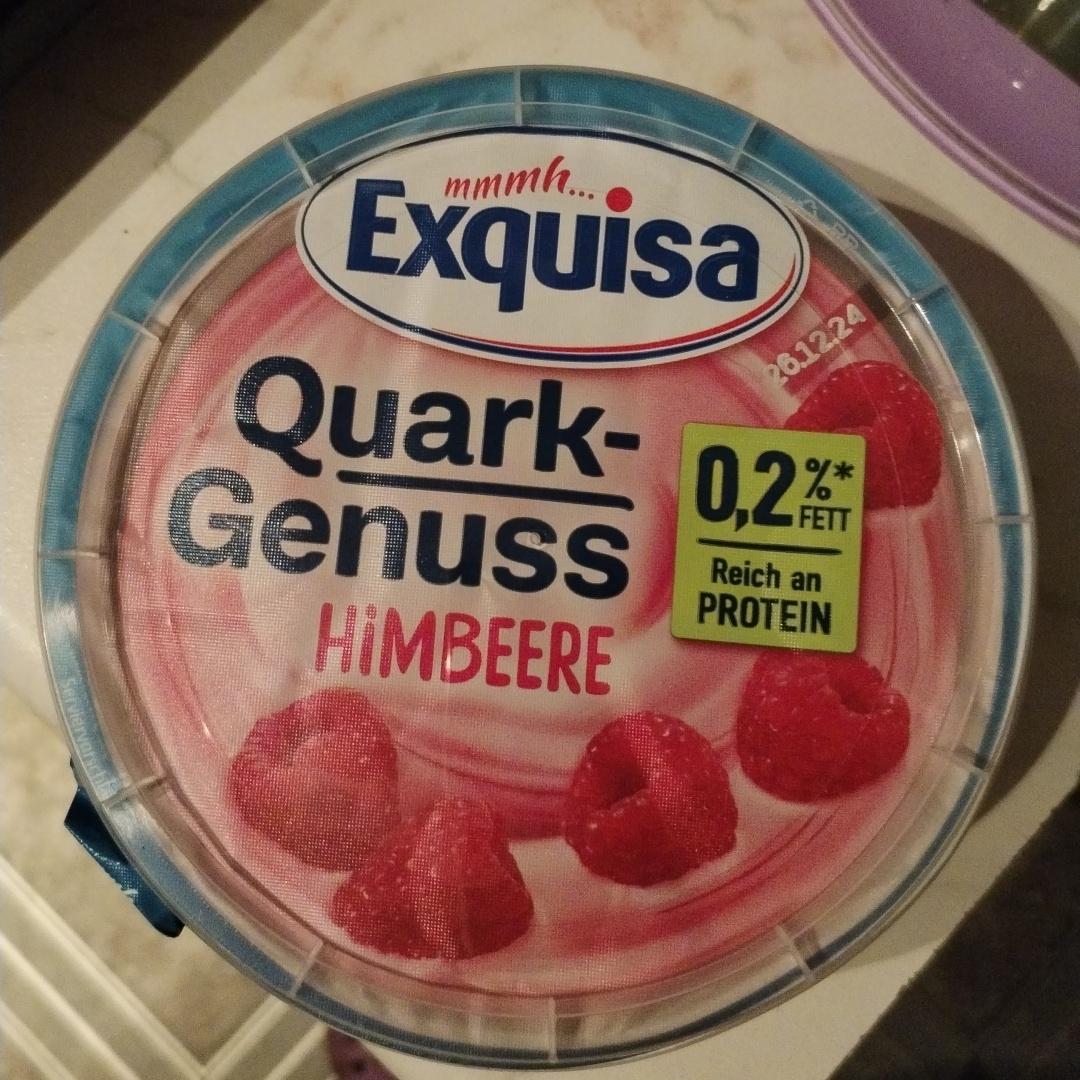 mmmh...
Exquisa
26.12.24
Quark-
Genuss
HiMBEERE
0,2%*
FETT
Reich an
PROTEIN